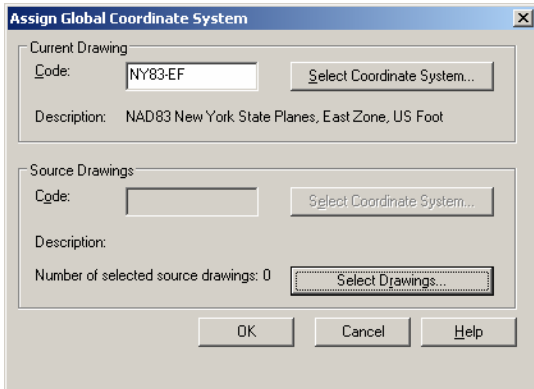 Assign Global Coordinate System
Current Drawing
Code: NY83-EF Select Coordinate System...
Description: NAD83 New York State Planes, East Zone, US Foot
Source Drawings
Code: Select Coordinate System...
Description:
Number of selected source drawings: 0 Select Drawings...
OK Cancel Help